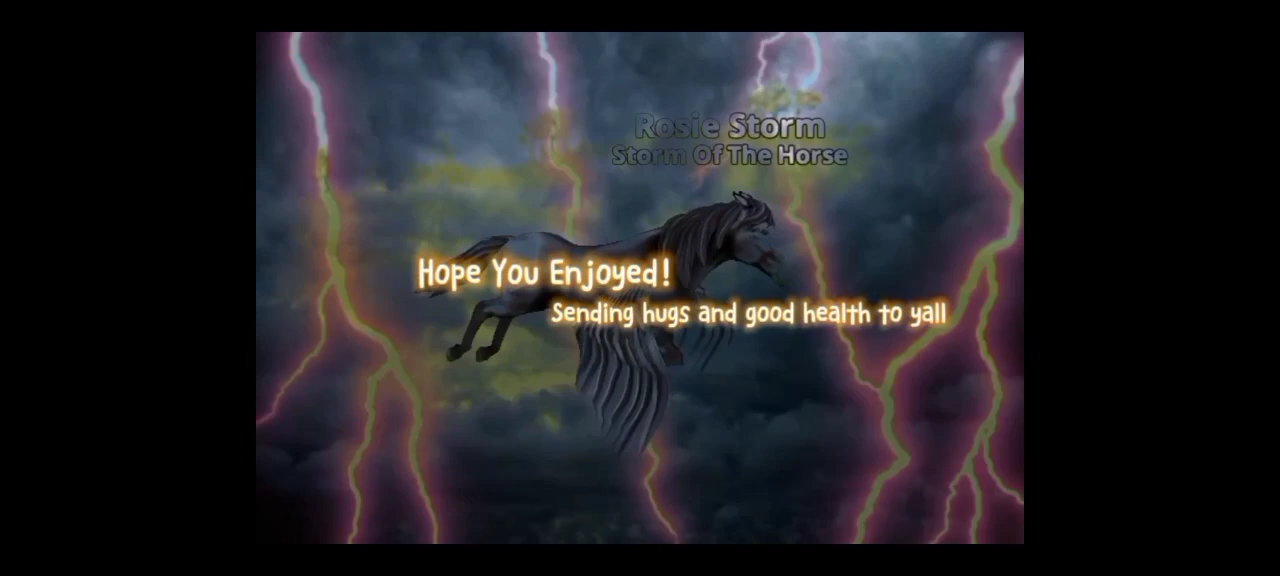 Rosie Storm
Storm Of The Horse
Hope You Enjoyed!
Sending hugs and good health to yall